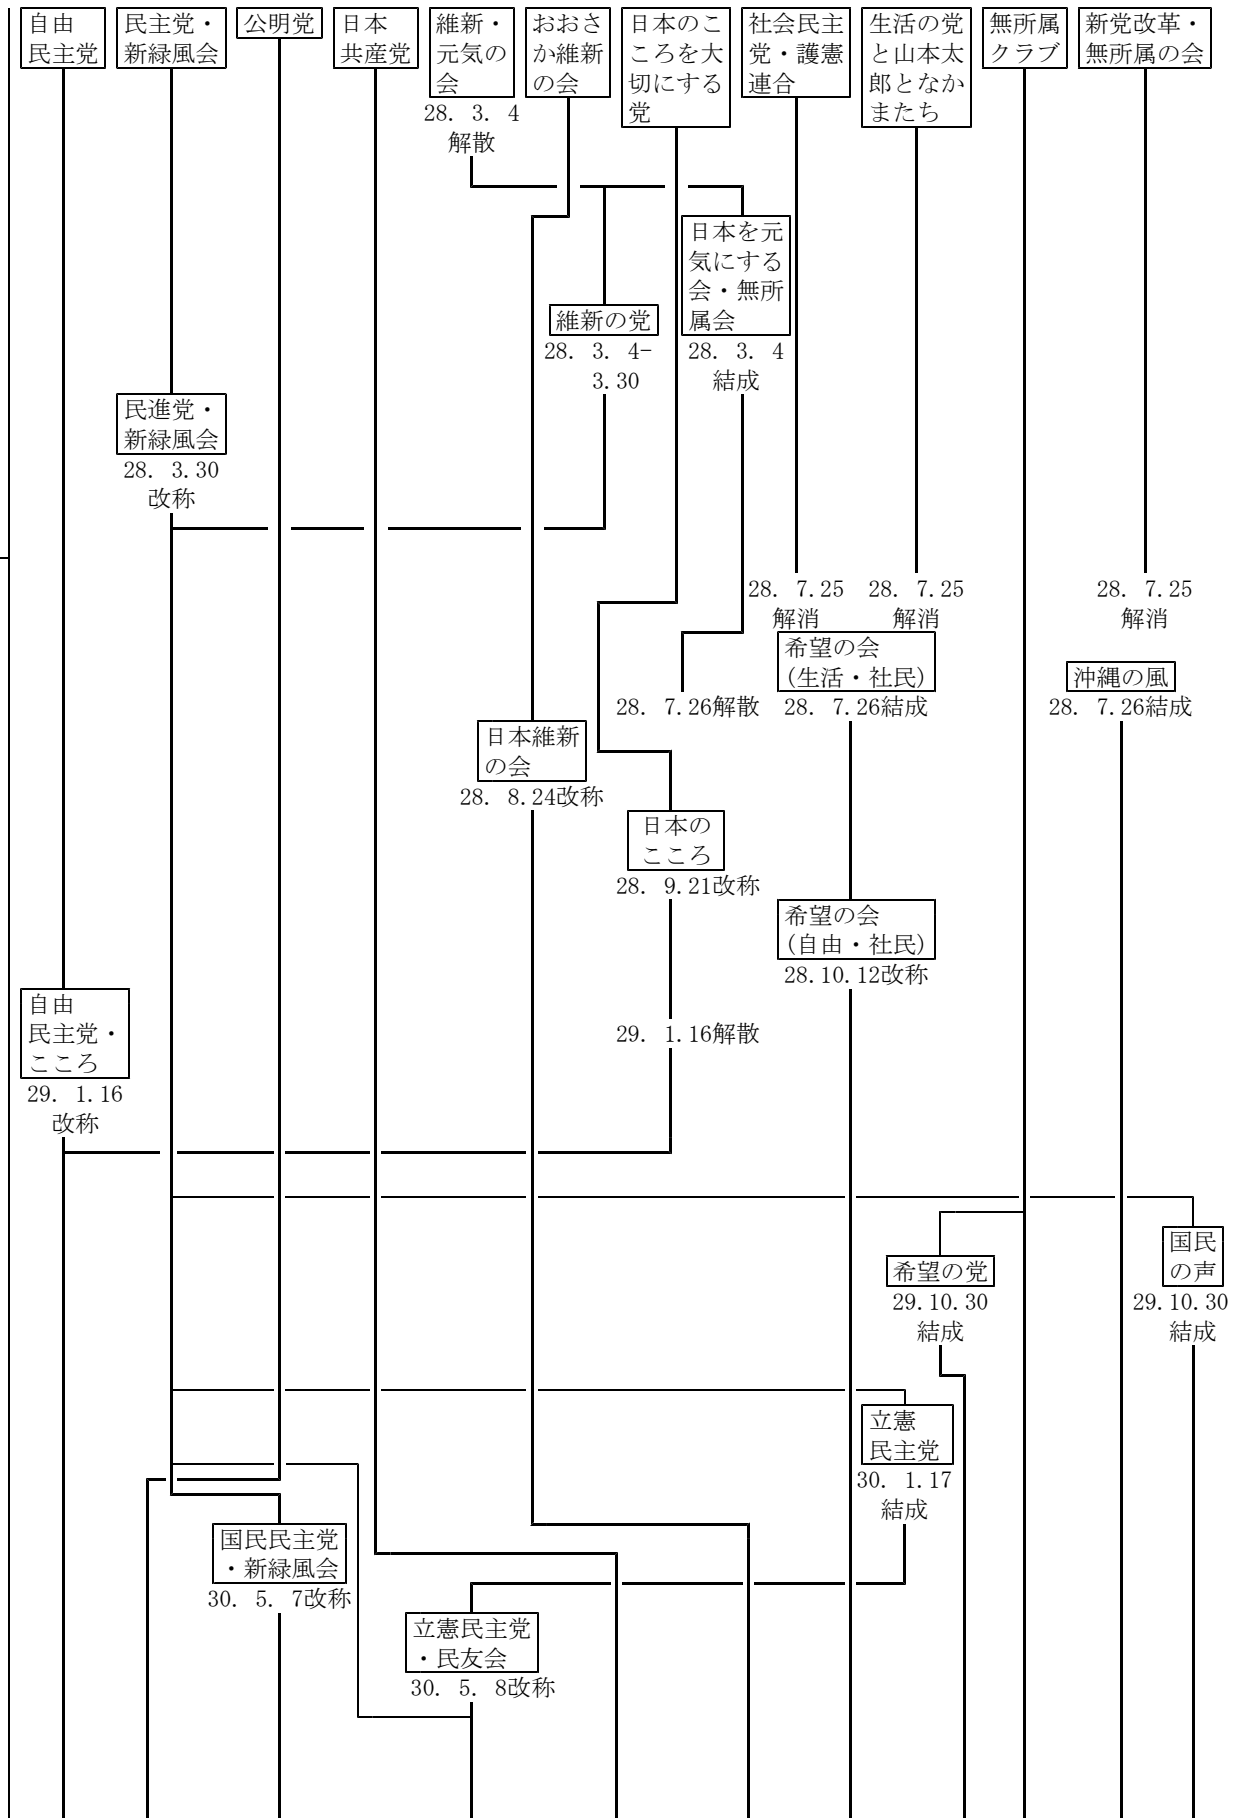 自由
民主党
民主党・
新緑風会
公明党
日本
共産党
維新・
元気の
会
28. 3. 4
解散
おおさ
か維新
の会
日本のこ
ころを大
切にする
党
社会民主
党・護憲
連合
生活の党
と山本太
郎となか
またち
無所属
クラブ
新党改革・
無所属の会
日本を元
気にする
会・無所
属会
28. 3. 4
結成
維新の党
28. 3. 4-
3.30
民進党・
新緑風会
28. 3.30
改称
28. 7.25
解消
28. 7.25
解消
28. 7.25
解消
希望の会
(生活・社民)
28. 7.26結成
沖縄の風
28. 7.26結成
28. 7.26解散
日本維新
の会
28. 8.24改称
日本の
こころ
28. 9.21改称
希望の会
(自由・社民)
28.10.12改称
自由
民主党・
こころ
29. 1.16
改称
29. 1.16解散
希望の党
29.10.30
結成
国民
の声
29.10.30
結成
立憲
民主党
30. 1.17
結成
国民民主党
・新緑風会
30. 5. 7改称
立憲民主党
・民友会
30. 5. 8改称